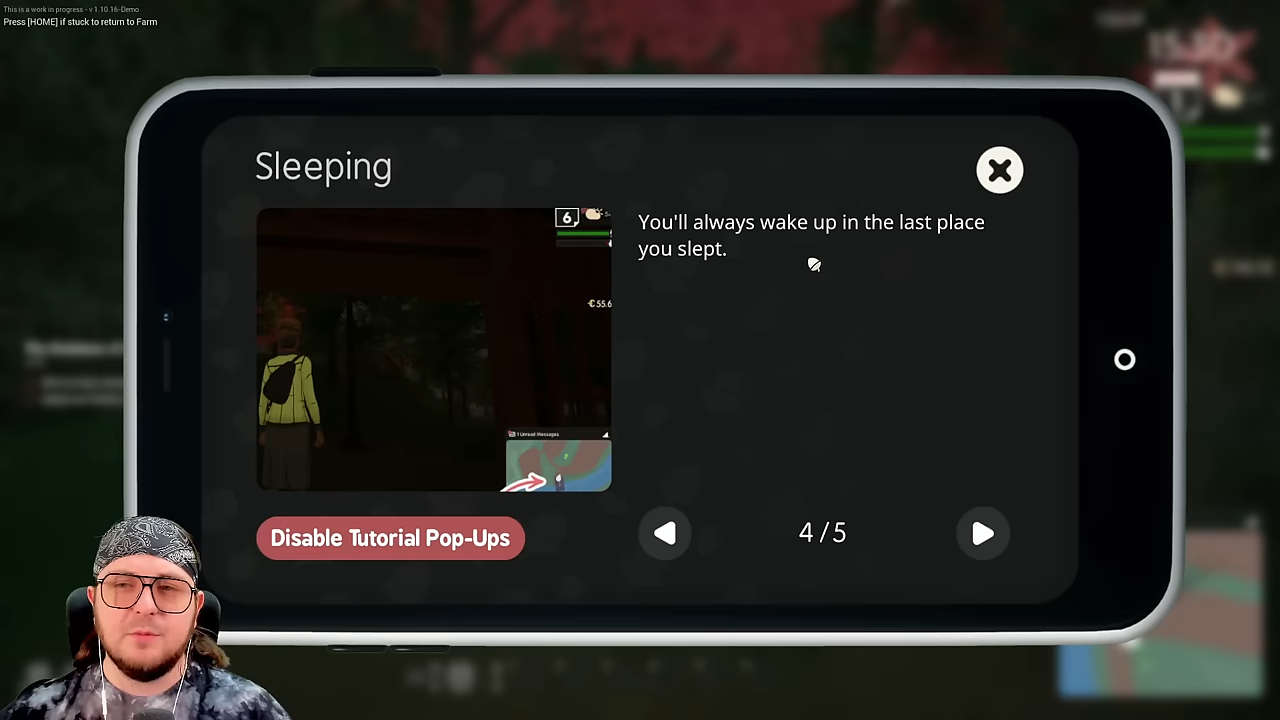 This is a work in progress - v 1.10.16-Demo
Press [HOME] if stuck to return to Farm
Sleeping
6
You'll always wake up in the last place
you slept.
€55.6
1 Unread Messages
Disable Tutorial Pop-Ups
4/5